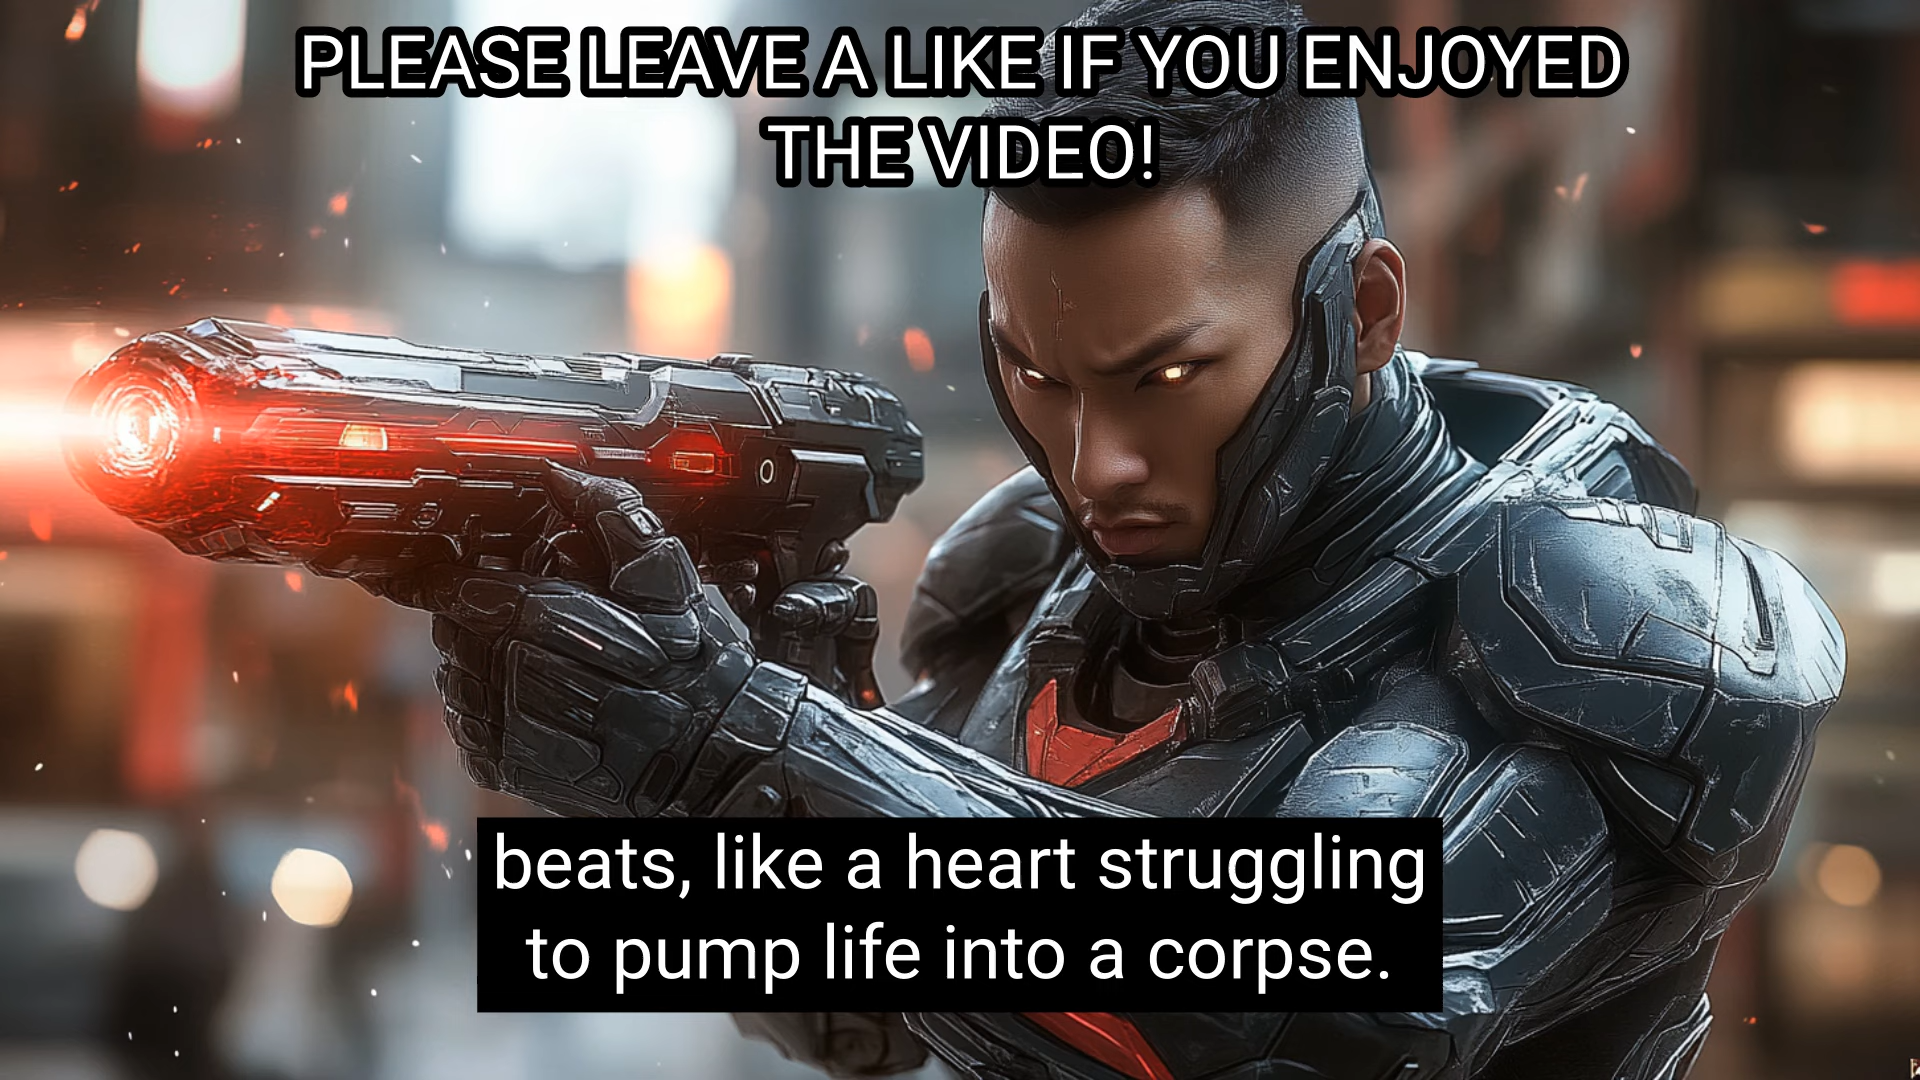 PLEASE LEAVE A LIKE IF YOU ENJOYED
THE VIDEO!
beats, like a heart struggling
to pump life into a corpse.